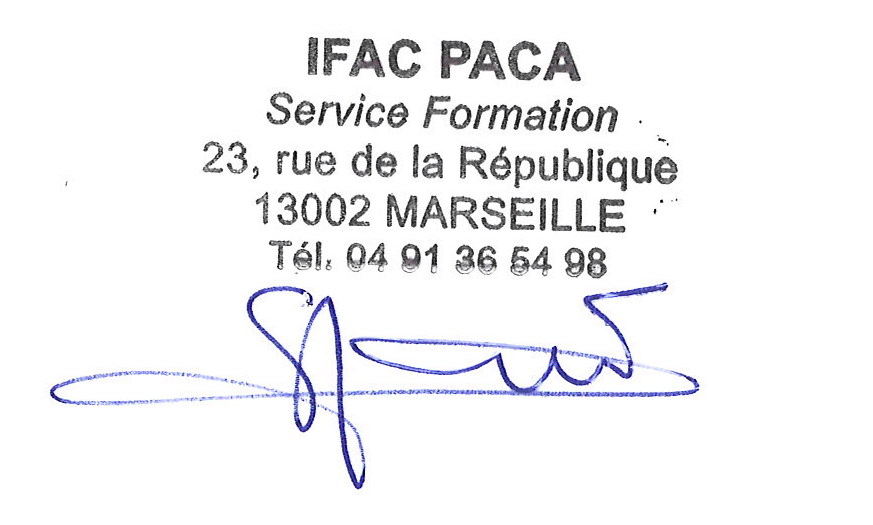 IFAC PACA
Service Formation
23, rue de la République
13002 MARSEILLE
Tél. 04 91 36 54 98